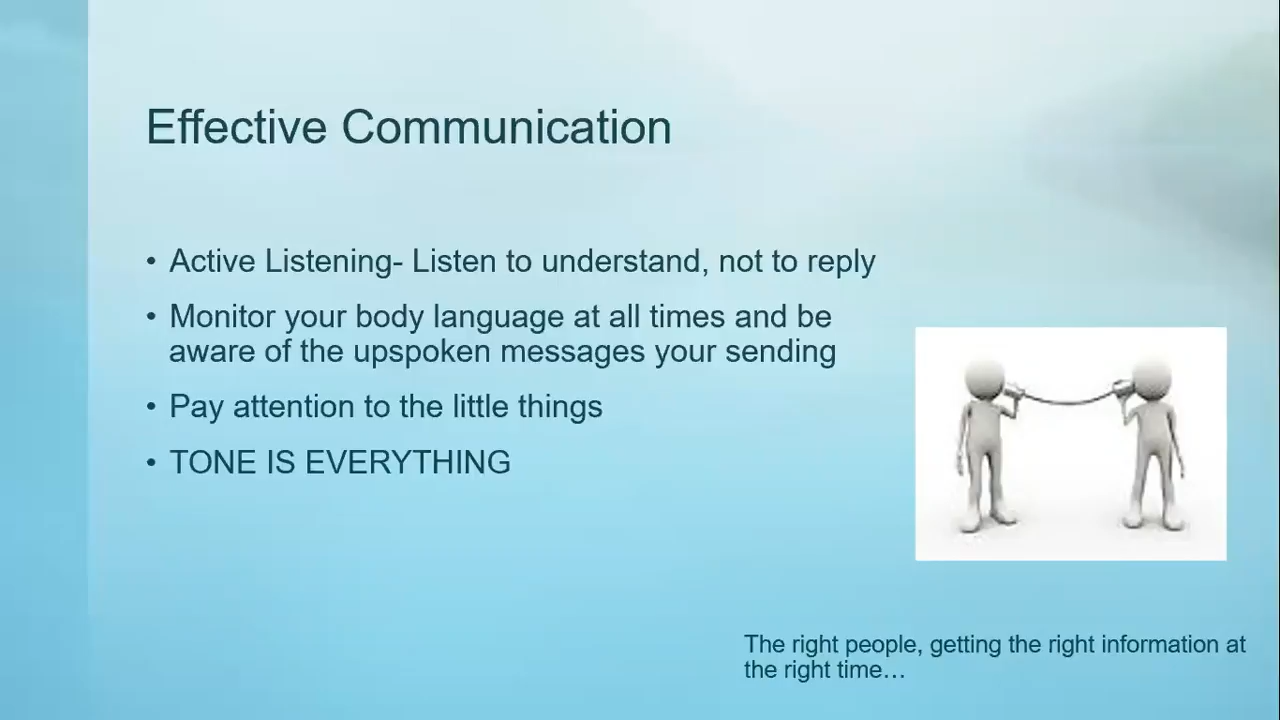 Effective Communication
• Active Listening- Listen to understand, not to reply
• Monitor your body language at all times and be
aware of the upspoken messages your sending
• Pay attention to the little things
• TONE IS EVERYTHING
The right people, getting the right information at
the right time…